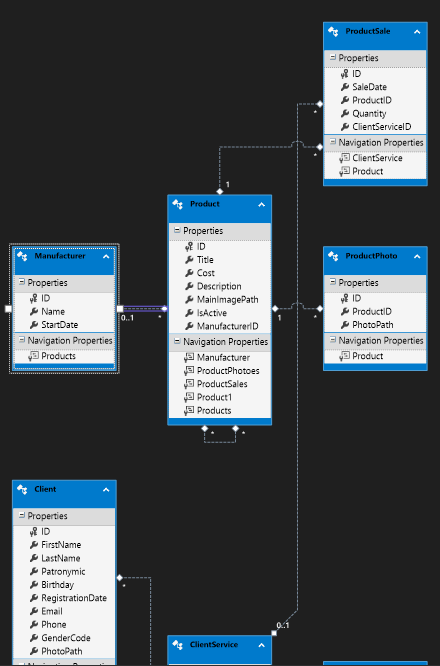 ProductSale
Properties
ID
SaleDate
ProductID
Quantity
ClientServiceID
Navigation Properties
ClientService
Product
*
*
1
Product
Properties
ID
Title
Cost
Description
MainImagePath
IsActive
ManufacturerID
Navigation Properties
Manufacturer
ProductPhotoes
ProductSales
Product1
Products
*
*
Manufacturer
Properties
ID
Name
StartDate
Navigation Properties
Products
0..1
*
ProductPhoto
Properties
ID
ProductID
PhotoPath
Navigation Properties
Product
1
*
Client
Properties
ID
FirstName
LastName
Patronymic
Birthday
RegistrationDate
Email
Phone
GenderCode
PhotoPath
Navigation Properties
*
0..1
ClientService